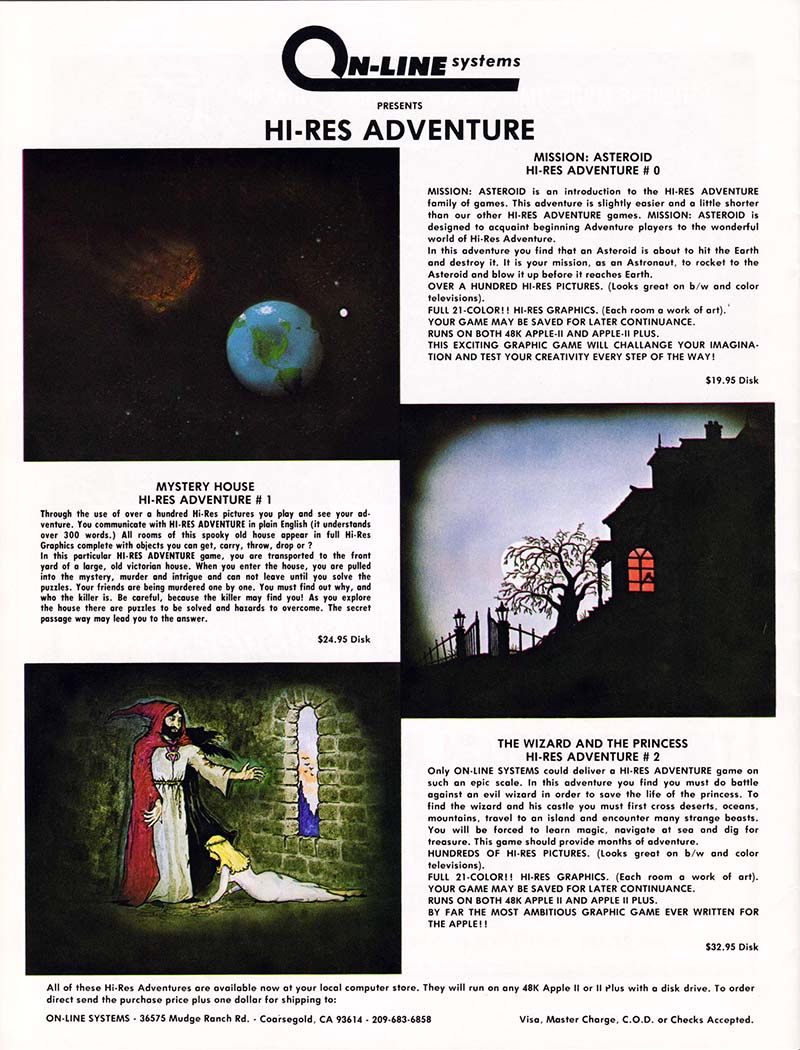 ON-LINE systems
PRESENTS
HI-RES ADVENTURE
MISSION: ASTEROID
HI-RES ADVENTURE # 0
MISSION: ASTEROID is an introduction to the HI-RES ADVENTURE
family of games. This adventure is slightly easier and a little shorter
than our other HI-RES ADVENTURE games. MISSION: ASTEROID is
designed to acquaint beginning Adventure players to the wonderful
world of Hi-Res Adventure.
In this adventure you find that an Asteroid is about to hit the Earth
and destroy it. It is your mission, as an Astronaut, to rocket to the
Asteroid and blow it up before it reaches Earth.
OVER A HUNDRED HI-RES PICTURES. (Looks great on b/w and color
televisions).
FULL 21-COLOR!! HI-RES GRAPHICS. (Each room a work of art).
YOUR GAME MAY BE SAVED FOR LATER CONTINUANCE.
RUNS ON BOTH 48K APPLE-II AND APPLE-II PLUS.
THIS EXCITING GRAPHIC GAME WILL CHALLANGE YOUR IMAGINA-
TION AND TEST YOUR CREATIVITY EVERY STEP OF THE WAY!
$19.95 Disk
MYSTERY HOUSE
HI-RES ADVENTURE # 1
Through the use of over a hundred Hi-Res pictures you play and see your ad-
venture. You communicate with HI-RES ADVENTURE in plain English (it understands
over 300 words.) All rooms of this spooky old house appear in full Hi-Res
Graphics complete with objects you can get, carry, throw, drop or ?
In this particular HI-RES ADVENTURE game, you are transported to the front
yard of a large, old victorian house. When you enter the house, you are pulled
into the mystery, murder and intrigue and can not leave until you solve the
puzzles. Your friends are being murdered one by one. You must find out why, and
who the killer is. Be careful, because the killer may find you! As you explore
the house there are puzzles to be solved and hazards to overcome. The secret
passage way may lead you to the answer.
$24.95 Disk
THE WIZARD AND THE PRINCESS
HI-RES ADVENTURE # 2
Only ON-LINE SYSTEMS could deliver a HI-RES ADVENTURE game on
such an epic scale. In this adventure you find you must do battle
against an evil wizard in order to save the life of the princess. To
find the wizard and his castle you must first cross deserts, oceans,
mountains, travel to an island and encounter many strange beasts.
You will be forced to learn magic, navigate at sea and dig for
treasure. This game should provide months of adventure.
HUNDREDS OF HI-RES PICTURES. (Looks great on b/w and color
televisions).
FULL 21-COLOR!! HI-RES GRAPHICS. (Each room a work of art).
YOUR GAME MAY BE SAVED FOR LATER CONTINUANCE.
RUNS ON BOTH 48K APPLE II AND APPLE II PLUS.
BY FAR THE MOST AMBITIOUS GRAPHIC GAME EVER WRITTEN FOR
THE APPLE!!
$32.95 Disk
All of these Hi-Res Adventures are available now at your local computer store. They will run on any 48K Apple II or II Plus with a disk drive. To order
direct send the purchase price plus one dollar for shipping to:
ON-LINE SYSTEMS - 36575 Mudge Ranch Rd. - Coarsegold, CA 93614 - 209-683-6858
Visa, Master Charge, C.O.D. or Checks Accepted.